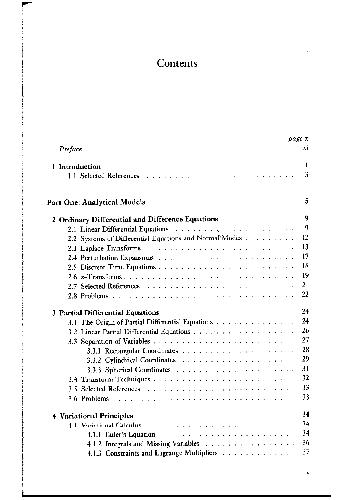 Contents
page x
Preface xi
1 Introduction 1
1.1 Selected References 3
Part One: Analytical Models 5
2 Ordinary Differential and Difference Equations 9
2.1 Linear Differential Equations 9
2.2 Systems of Differential Equations and Normal Modes 12
2.3 Laplace Transforms 13
2.4 Perturbation Expansions 17
2.5 Discrete Time Equations 18
2.6 z-Transforms 19
2.7 Selected References
2.8 Problems 22
3 Partial Differential Equations 24
3.1 The Origin of Partial Differential Equations 24
3.2 Linear Partial Differential Equations 26
3.3 Separation of Variables 27
3.3.1 Rectangular Coordinates 28
3.3.2 Cylindrical Coordinates 29
3.3.3 Spherical Coordinates 31
3.4 Transform Techniques 32
3.5 Selected References 33
3.6 Problems 33
4 Variational Principles 34
4.1 Variational Calculus 34
4.1.1 Euler's Equation 34
4.1.2 Integrals and Missing Variables 36
4.1.3 Constraints and Lagrange Multipliers 37